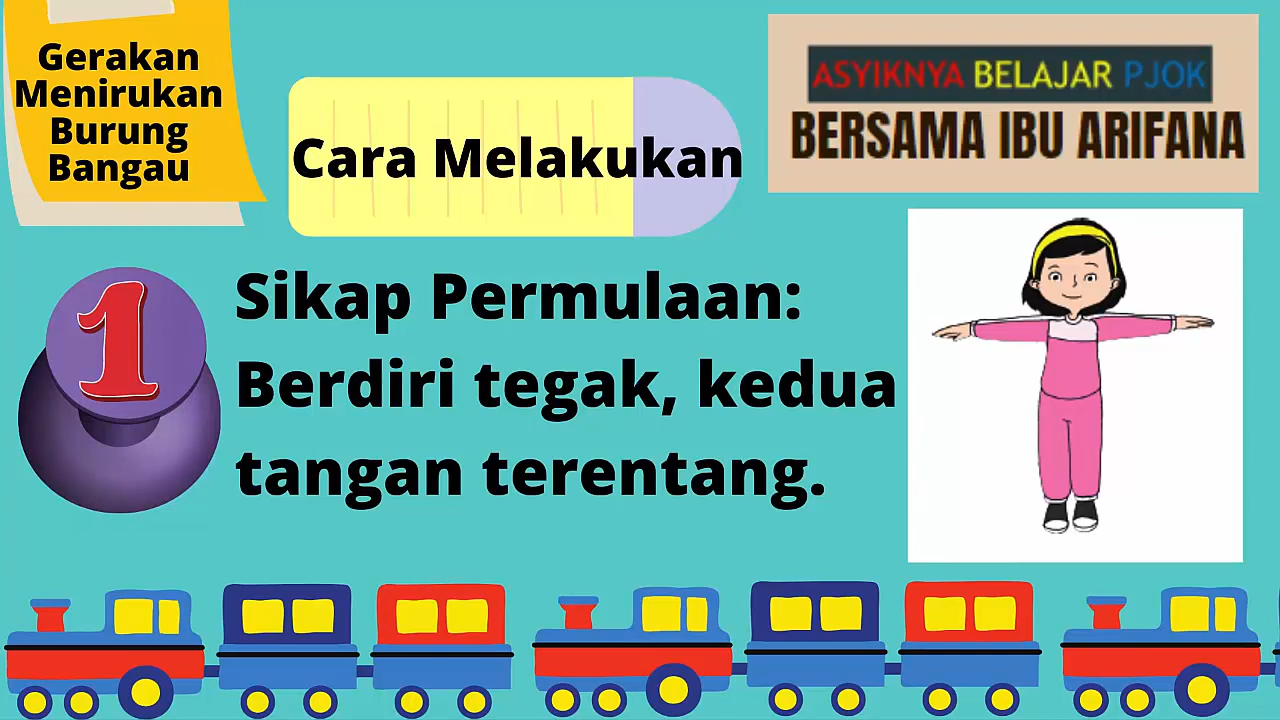 Gerakan
Menirukan
Burung
Bangau
Cara Melakukan
ASYIKNYA BELAJAR PJOK
BERSAMA IBU ARIFANA
1
Sikap Permulaan:
Berdiri tegak, kedua
tangan terentang.